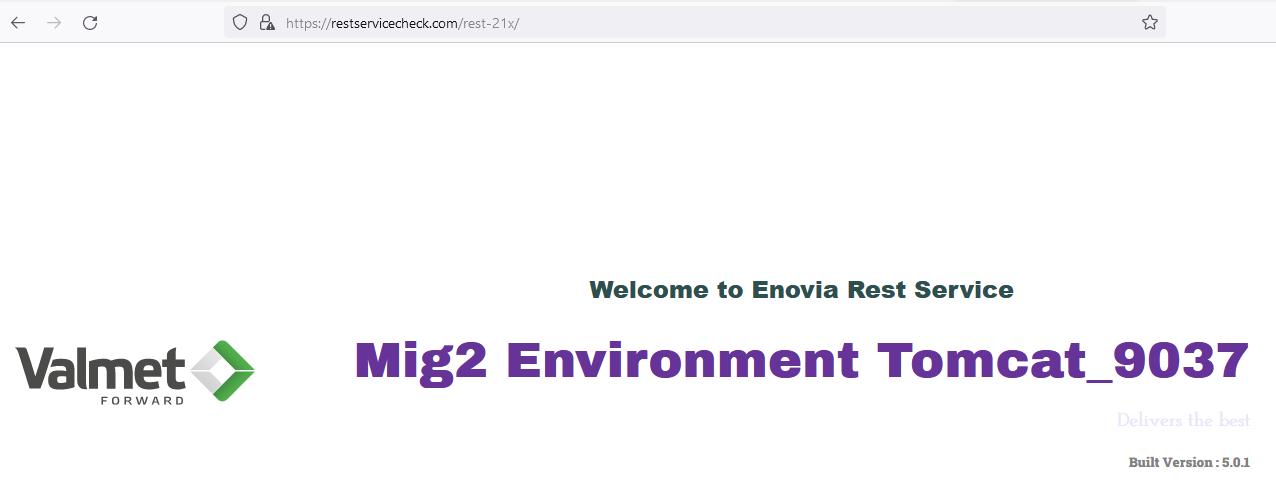 https://restservicecheck.com/rest-21x/
Welcome to Enovia Rest Service
Valmet
FORWARD
Mig2 Environment Tomcat_9037
Delivers the best
Built Version : 5.0.1